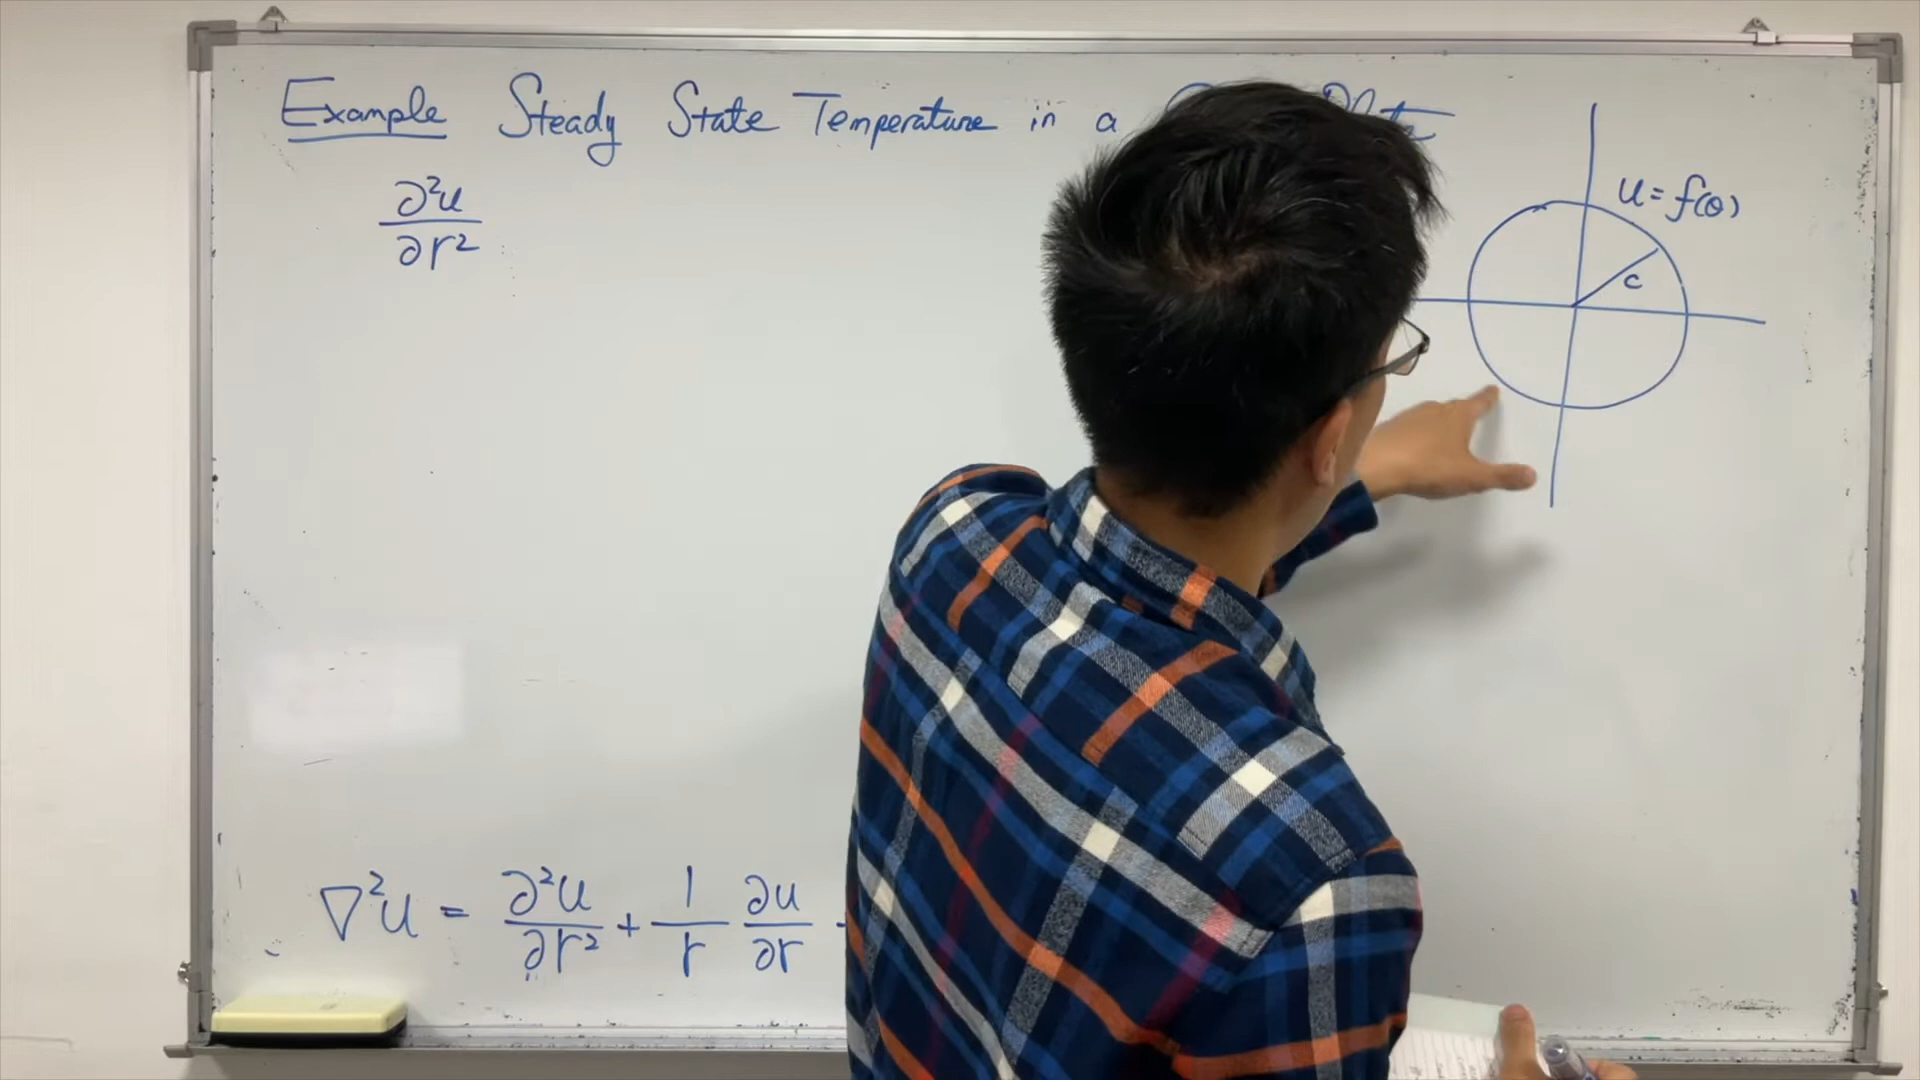 Example Steady State Temperature in a
∂²u
∂r²
u = f(θ)
c
∇²u = ∂²u/∂r² + 1/r ∂u/∂r